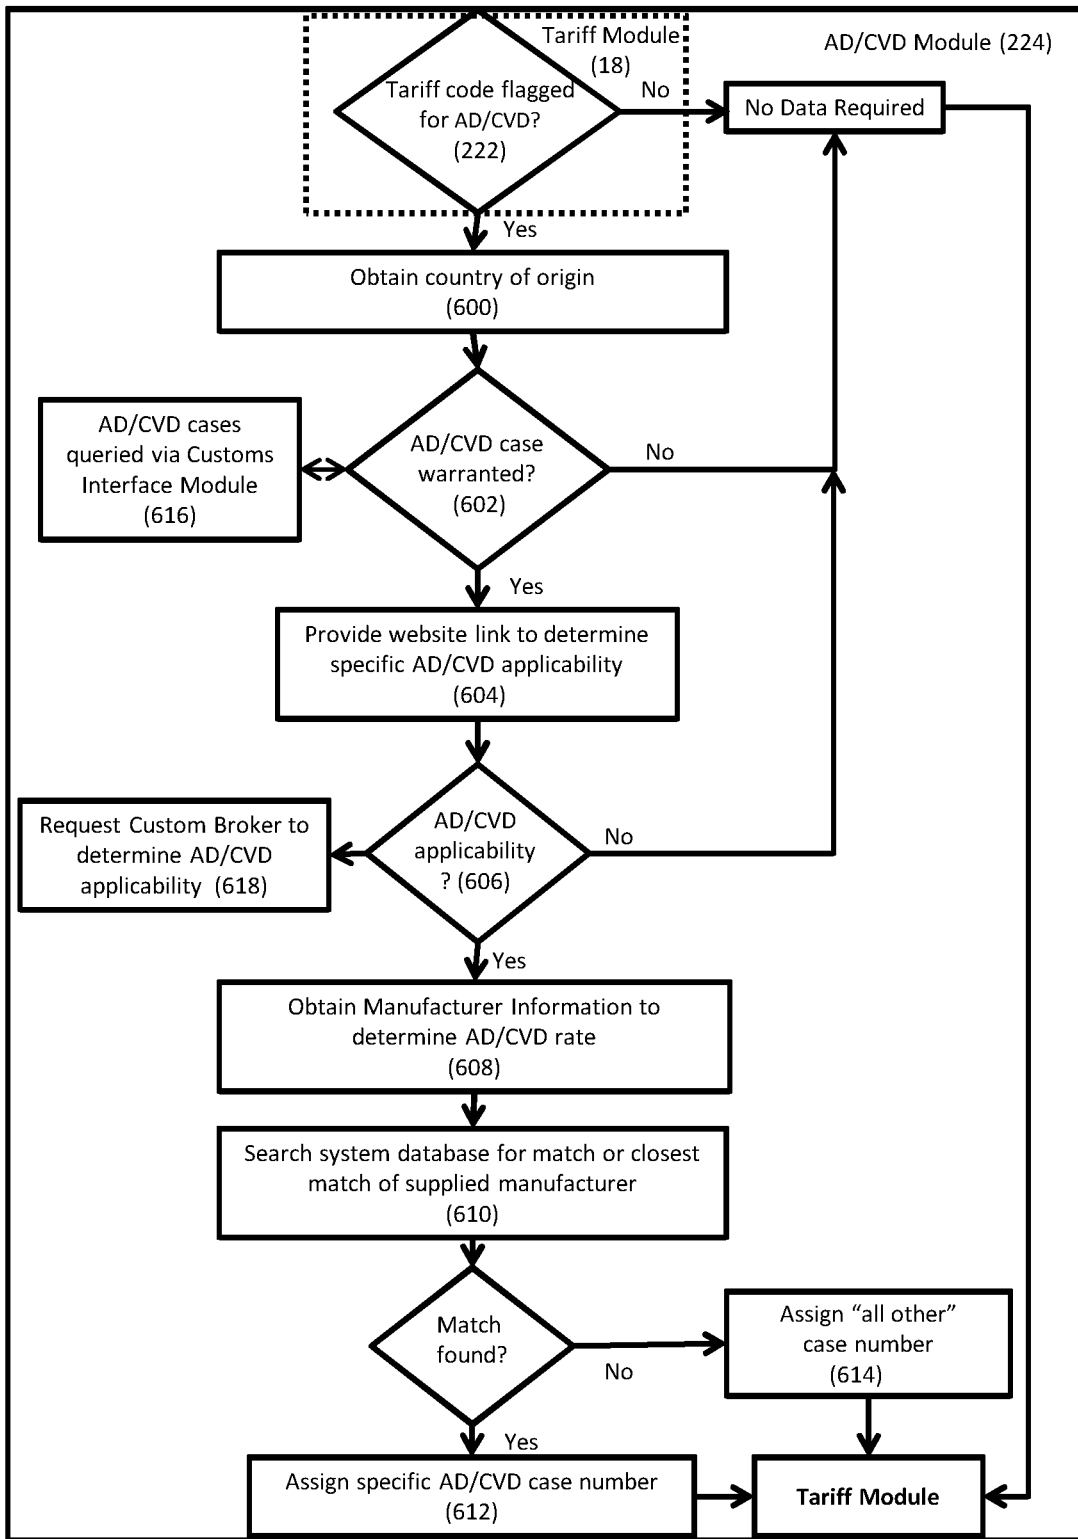 Tariff Module
(18)
AD/CVD Module (224)
Tariff code flagged
for AD/CVD?
(222)
No
No Data Required
Yes
Obtain country of origin
(600)
AD/CVD cases
queried via Customs
Interface Module
(616)
AD/CVD case
warranted?
(602)
No
Yes
Provide website link to determine
specific AD/CVD applicability
(604)
Request Custom Broker to
determine AD/CVD
applicability (618)
AD/CVD
applicability
? (606)
No
Yes
Obtain Manufacturer Information to
determine AD/CVD rate
(608)
Search system database for match or closest
match of supplied manufacturer
(610)
Match
found?
No
Assign “all other”
case number
(614)
Yes
Assign specific AD/CVD case number
(612)
Tariff Module